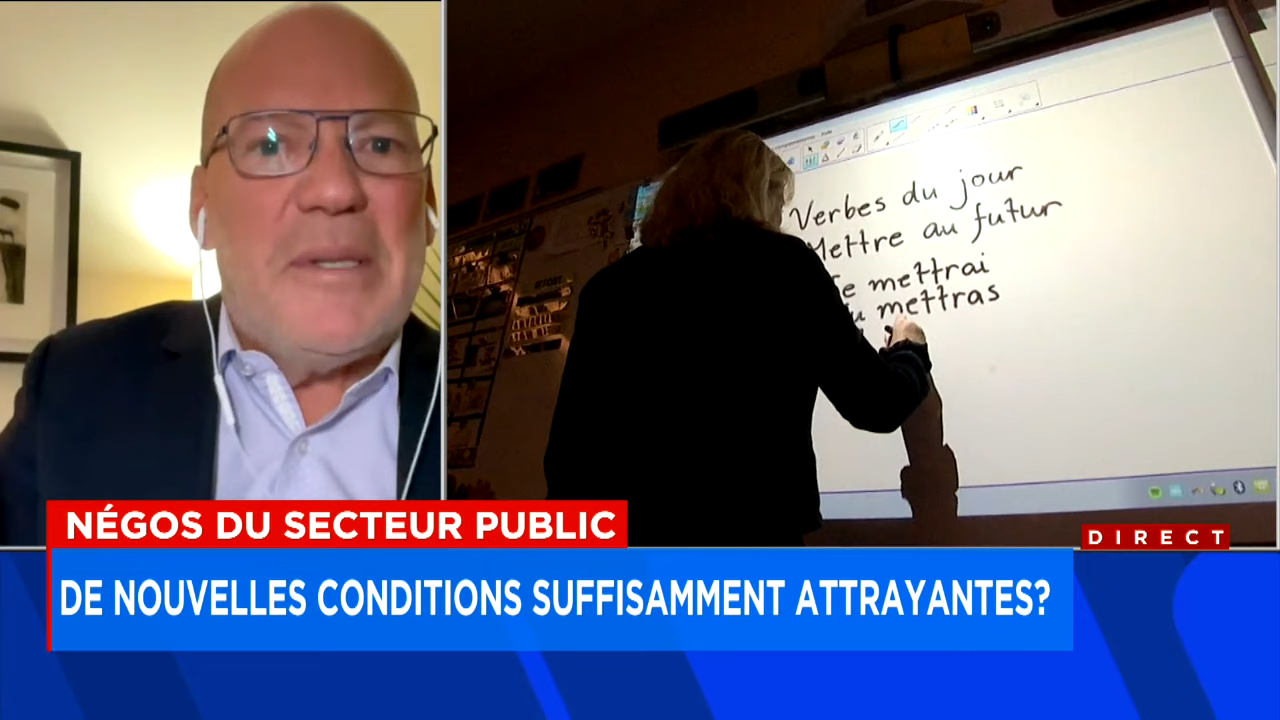 Verbes du jour
Mettre au futur
mettrai
mettras
NÉGOS DU SECTEUR PUBLIC
DIRECT
DE NOUVELLES CONDITIONS SUFFISAMMENT ATTRAYANTES?